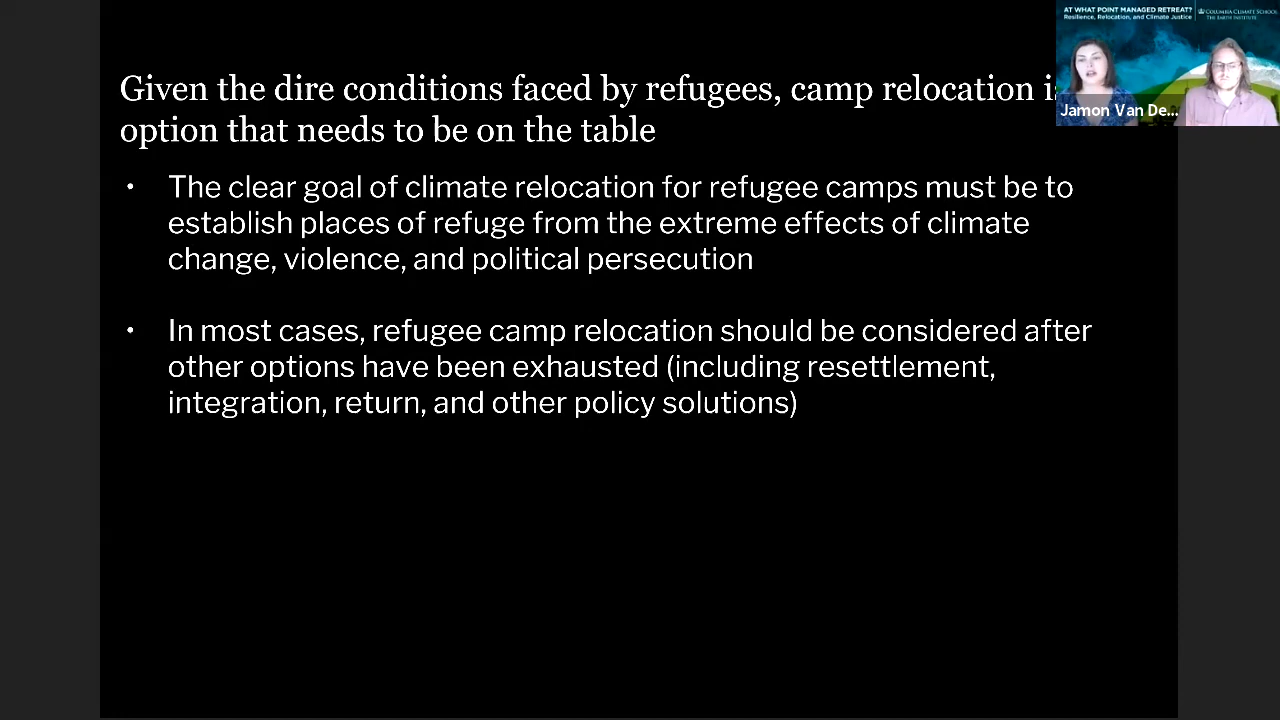 AT WHAT POINT MANAGED RETREAT?
Resilience, Relocation, and Climate Justice
COLUMBIA CLIMATE SCHOOL
THE EARTH INSTITUTE
Jamon Van De...
Given the dire conditions faced by refugees, camp relocation is
option that needs to be on the table
• The clear goal of climate relocation for refugee camps must be to
establish places of refuge from the extreme effects of climate
change, violence, and political persecution
• In most cases, refugee camp relocation should be considered after
other options have been exhausted (including resettlement,
integration, return, and other policy solutions)